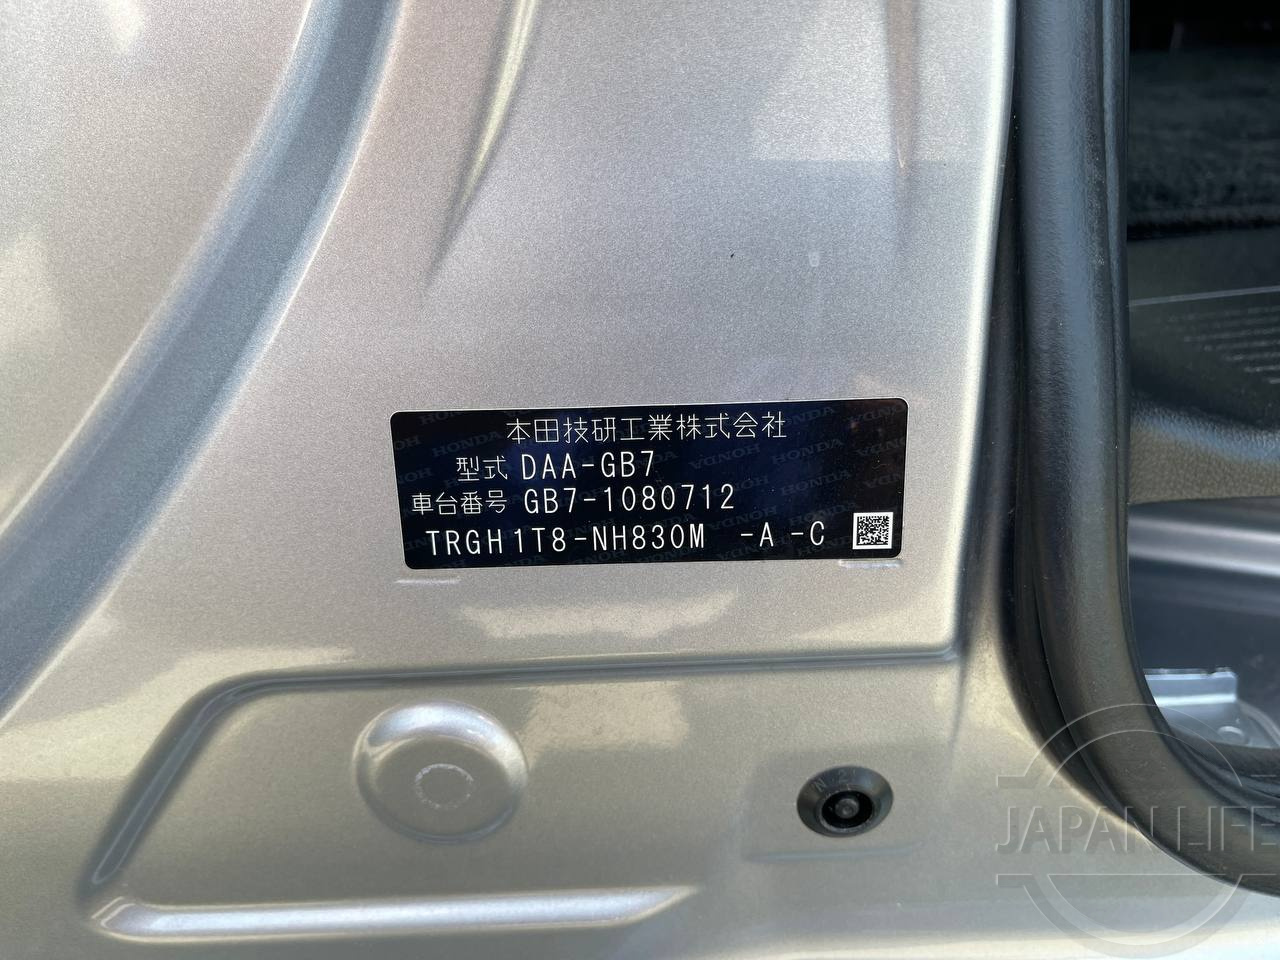 本田技研工業株式会社
型式 DAA-GB7
車台番号 GB7-1080712
TRGH1T8-NH830M -A -C
JAPAN LIFE